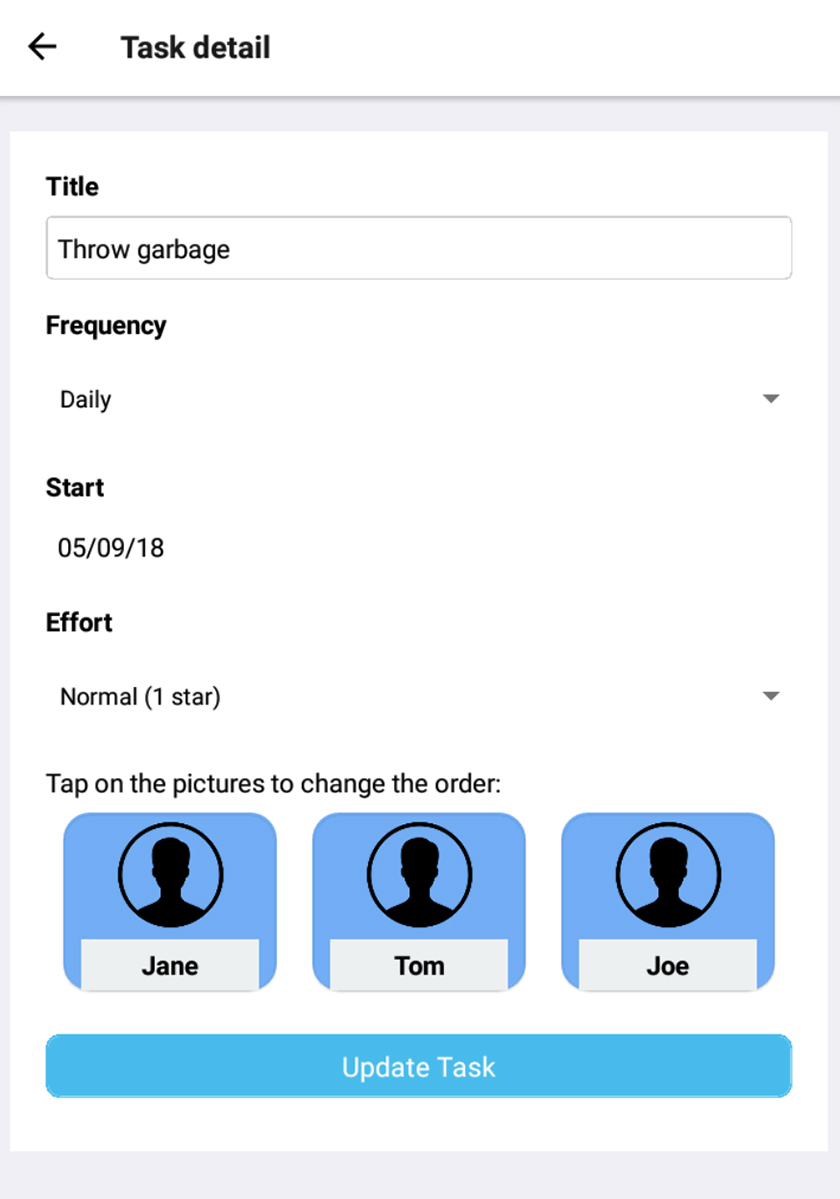 Task detail
Title
Throw garbage
Frequency
Daily
Start
05/09/18
Effort
Normal (1 star)
Tap on the pictures to change the order:
Jane Tom Joe
Update Task